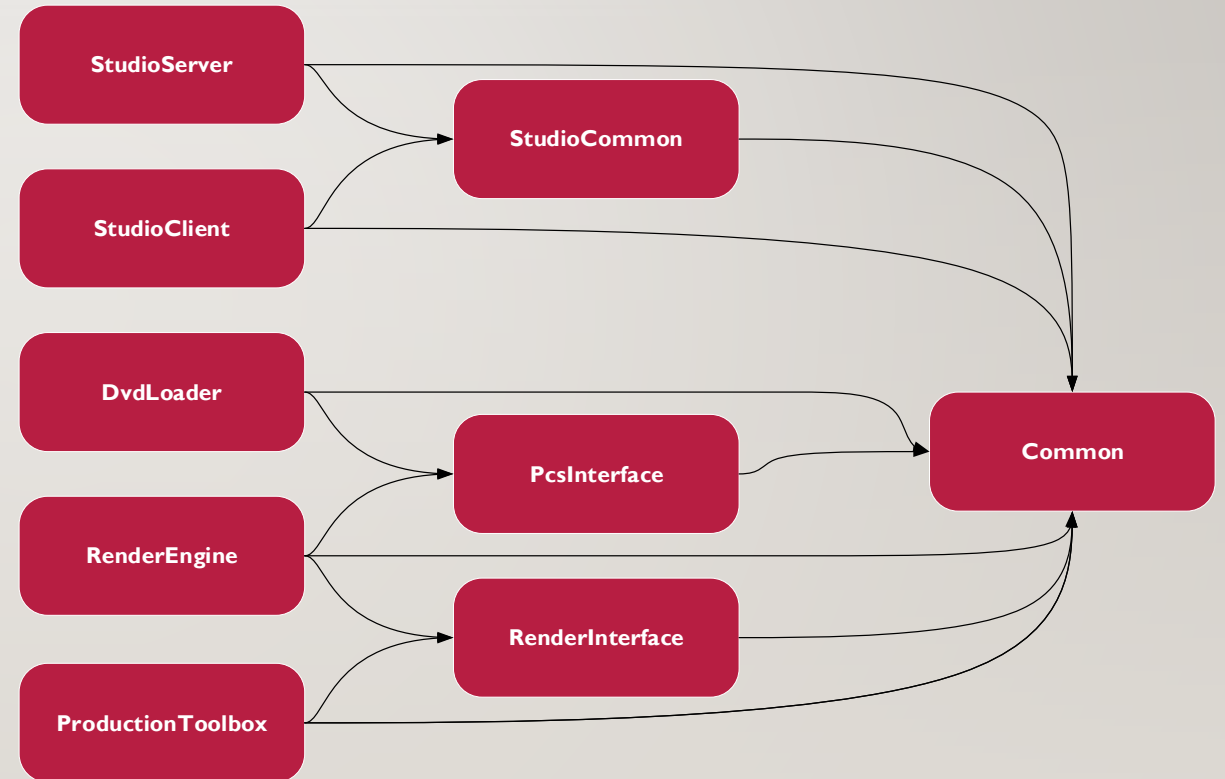 StudioServer
StudioCommon
StudioClient
DvdLoader
PcsInterface
Common
RenderEngine
RenderInterface
ProductionToolbox